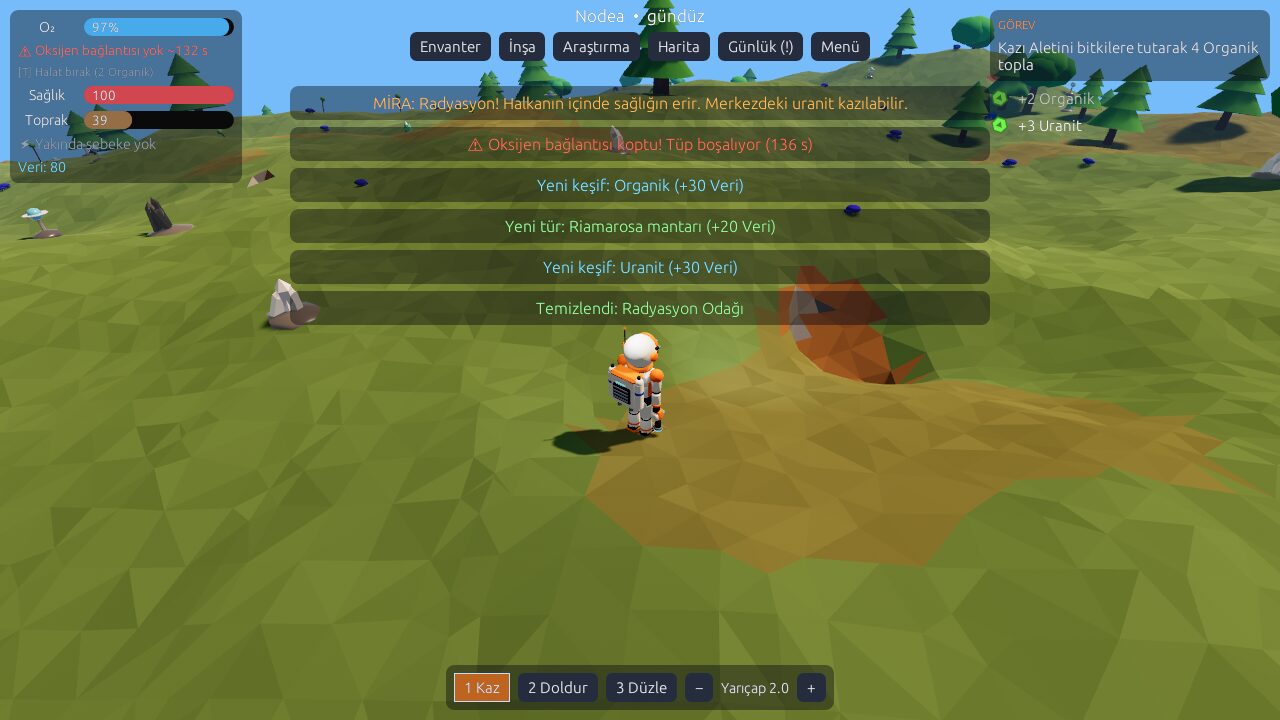 O₂ 97%
⚠ Oksijen bağlantısı yok ~132 s
[T] Halat bırak (2 Organik)
Sağlık 100
Toprak 39
⚡ Yakında şebeke yok
Veri: 80
Nodea • gündüz
Envanter İnşa Araştırma Harita Günlük (!) Menü
MİRA: Radyasyon! Halkanın içinde sağlığın erir. Merkezdeki uranit kazılabilir.
⚠ Oksijen bağlantısı koptu! Tüp boşalıyor (136 s)
Yeni keşif: Organik (+30 Veri)
Yeni tür: Riamarosa mantarı (+20 Veri)
Yeni keşif: Uranit (+30 Veri)
Temizlendi: Radyasyon Odağı
GÖREV
Kazı Aletini bitkilere tutarak 4 Organik
topla
+2 Organik
+3 Uranit
1 Kaz 2 Doldur 3 Düzle − Yarıçap 2.0 +